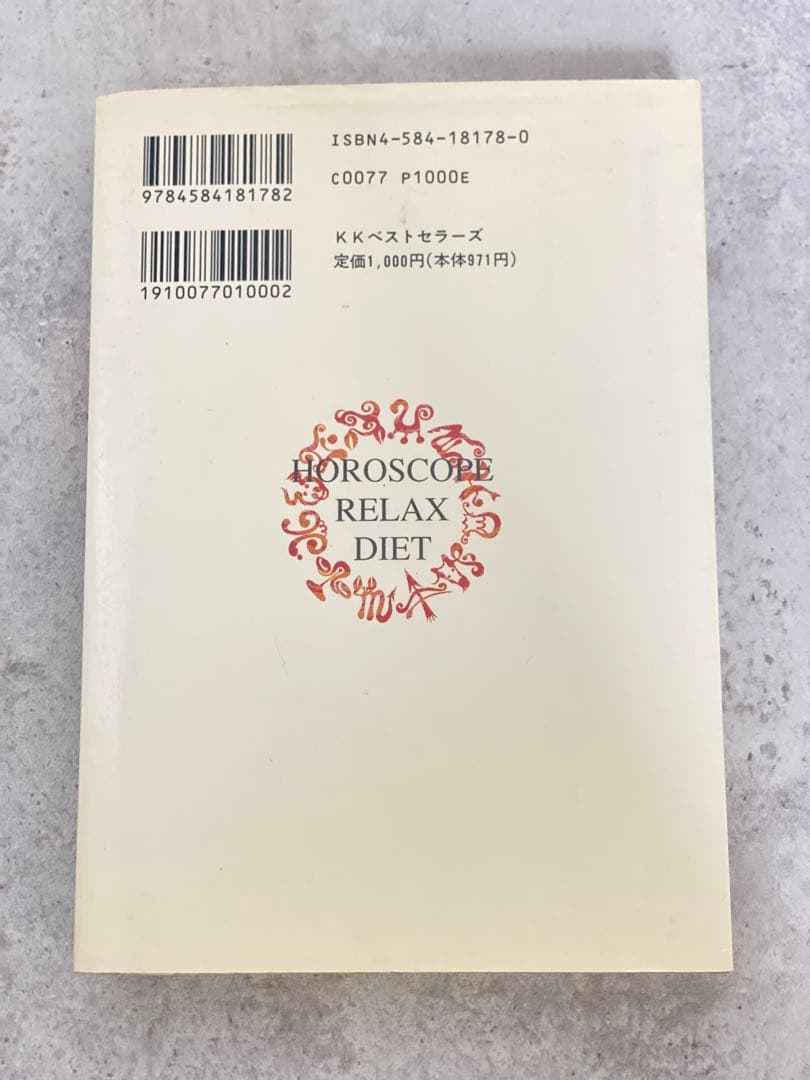 ISBN4-584-18178-0
9784584181782
C0077 P1000E
KKベストセラーズ
定価1,000円(本体971円)
1910077010002
HOROSCOPE
RELAX
DIET